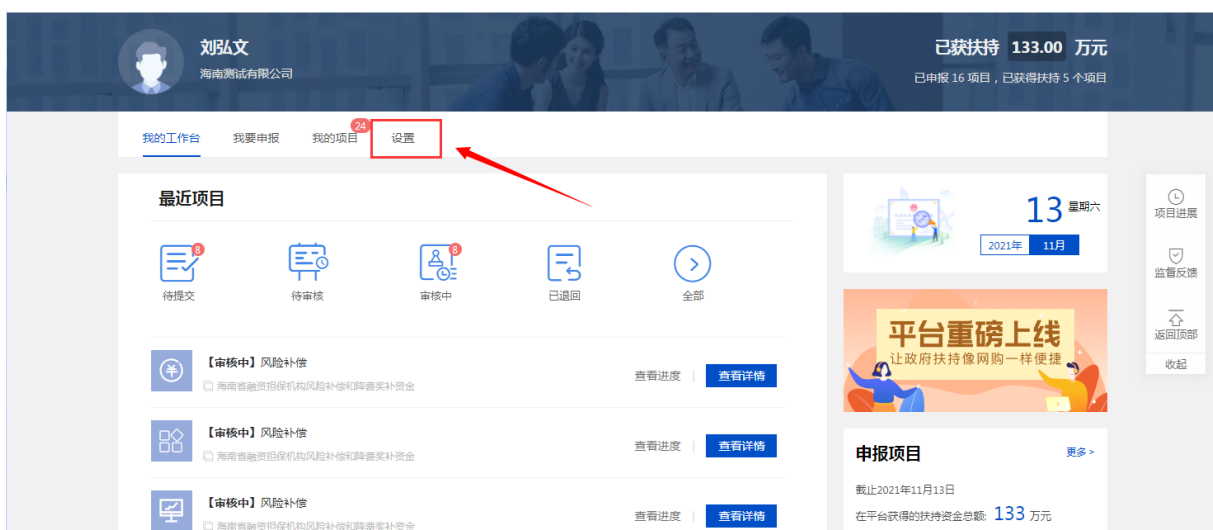 刘弘文
海南测试有限公司
已获扶持 133.00 万元
已申报 16 项目，已获得扶持 5 个项目
我的工作台 我要申报 我的项目 24 设置
最近项目
8 8
待提交 待审核 审核中 已退回 全部
【审核中】风险补偿
海南省融资担保机构风险补偿和降费奖补资金
查看进度 查看详情
【审核中】风险补偿
海南省融资担保机构风险补偿和降费奖补资金
查看进度 查看详情
【审核中】风险补偿
海南省融资担保机构风险补偿和降费奖补资金
查看进度 查看详情
13 星期六
2021年 11月
平台重磅上线
让政府扶持像网购一样便捷
申报项目 更多>
截止2021年11月13日
在平台获得的扶持资金总额: 133 万元
项目进展
监督反馈
返回顶部
收起